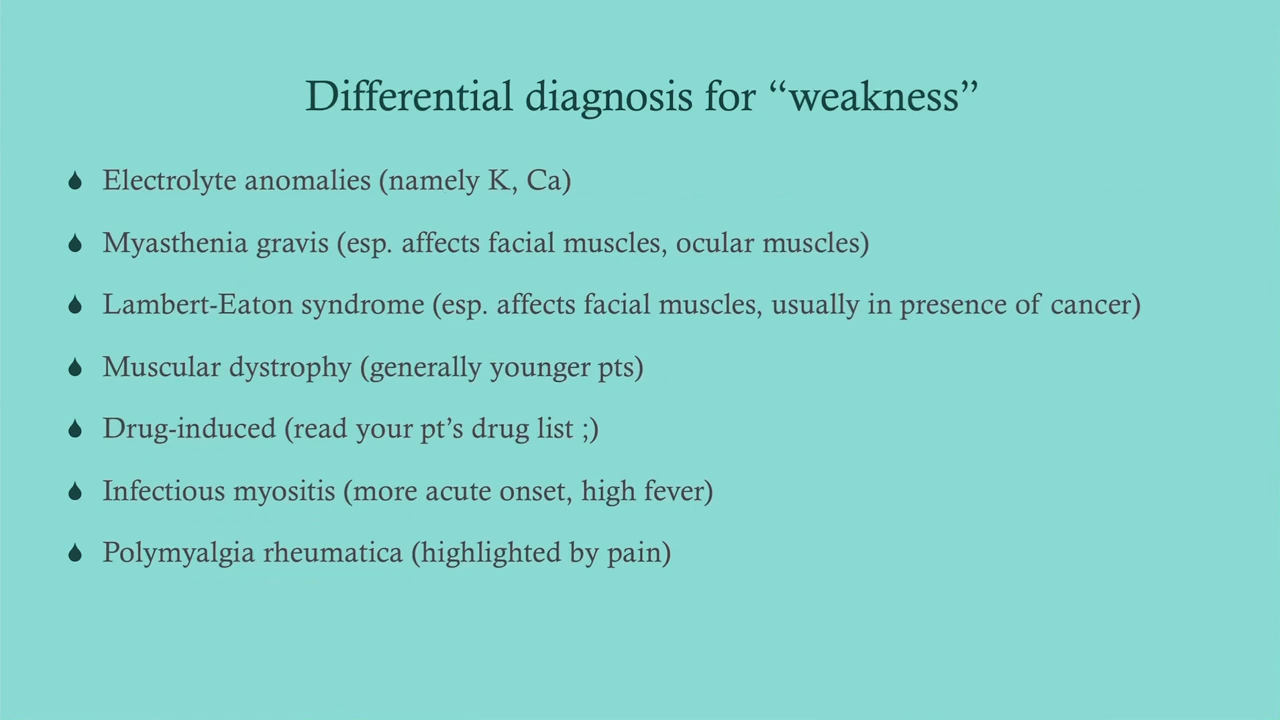 Differential diagnosis for “weakness”
Electrolyte anomalies (namely K, Ca)
Myasthenia gravis (esp. affects facial muscles, ocular muscles)
Lambert-Eaton syndrome (esp. affects facial muscles, usually in presence of cancer)
Muscular dystrophy (generally younger pts)
Drug-induced (read your pt’s drug list ;)
Infectious myositis (more acute onset, high fever)
Polymyalgia rheumatica (highlighted by pain)